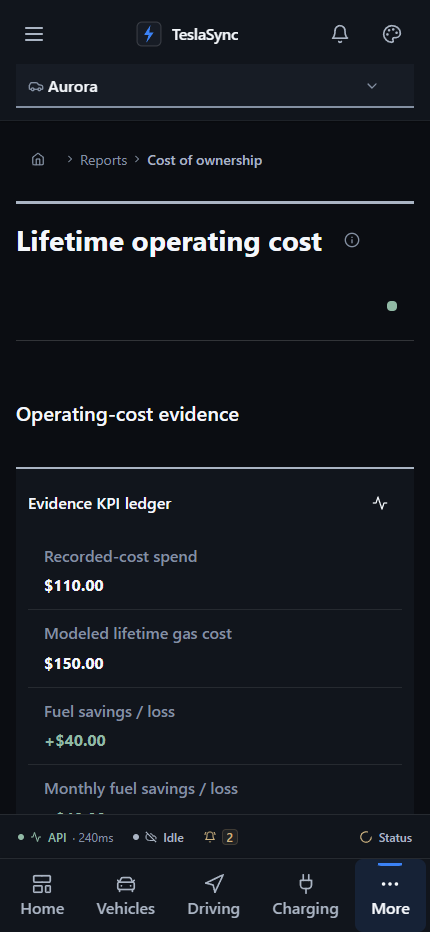 TeslaSync
Aurora
Reports
Cost of ownership
Lifetime operating cost
Operating-cost evidence
Evidence KPI ledger
Recorded-cost spend
$110.00
Modeled lifetime gas cost
$150.00
Fuel savings / loss
+$40.00
Monthly fuel savings / loss
API · 240ms
Idle
2
Status
Home
Vehicles
Driving
Charging
More